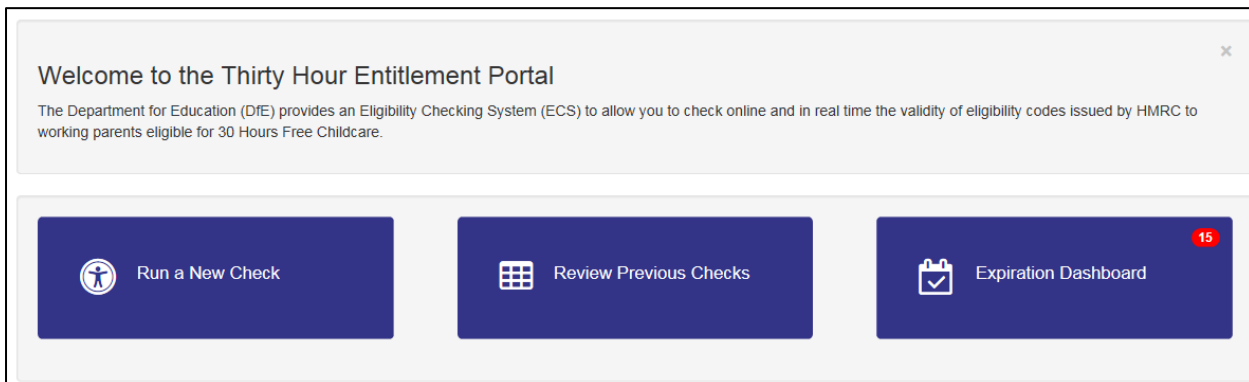 ×
Welcome to the Thirty Hour Entitlement Portal
The Department for Education (DfE) provides an Eligibility Checking System (ECS) to allow you to check online and in real time the validity of eligibility codes issued by HMRC to
working parents eligible for 30 Hours Free Childcare.
Run a New Check
Review Previous Checks
15
Expiration Dashboard